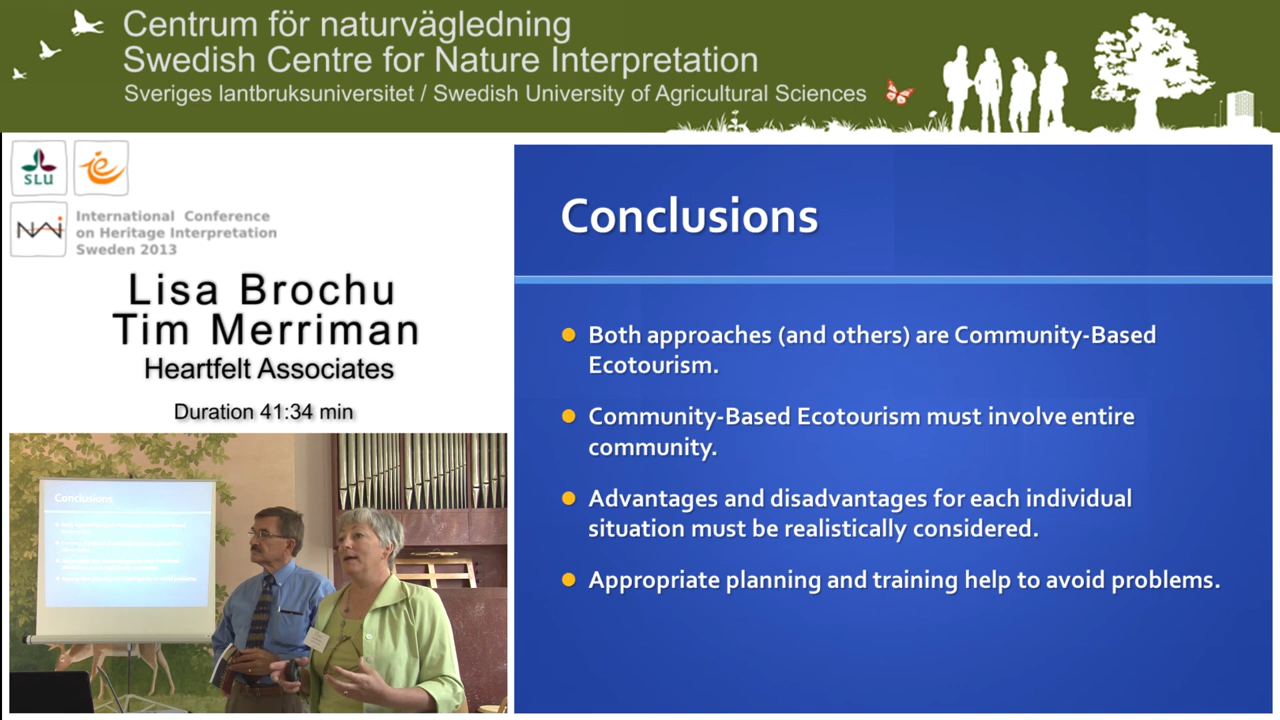 Centrum för naturvägledning
Swedish Centre for Nature Interpretation
Sveriges lantbruksuniversitet / Swedish University of Agricultural Sciences
SLU
ie
NAI
International Conference
on Heritage Interpretation
Sweden 2013
Lisa Brochu
Tim Merriman
Heartfelt Associates
Duration 41:34 min
Conclusions
Conclusions
Both approaches (and others) are Community-Based
Ecotourism.
Community-Based Ecotourism must involve entire
community.
Advantages and disadvantages for each individual
situation must be realistically considered.
Appropriate planning and training help to avoid problems.